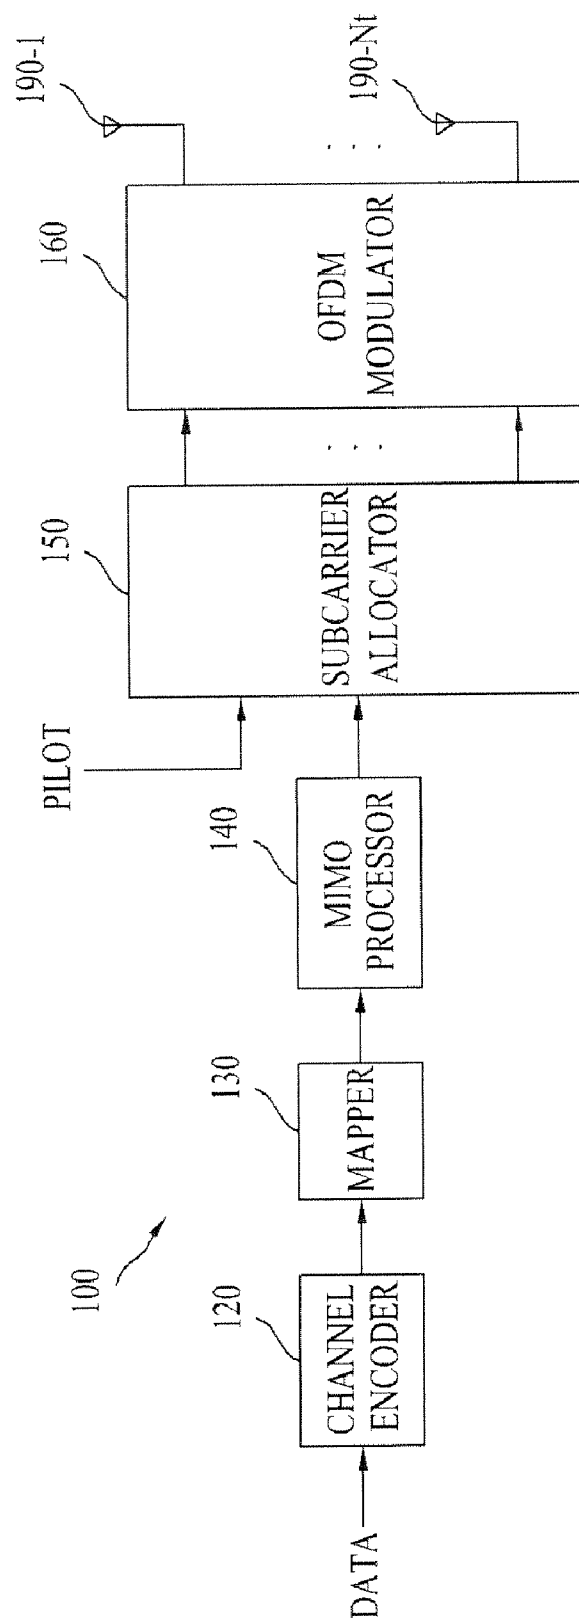 100
DATA
120
CHANNEL
ENCODER
130
MAPPER
140
MIMO
PROCESSOR
PILOT
150
SUBCARRIER
ALLOCATOR
. . .
160
OFDM
MODULATOR
. . .
190-1
190-Nt